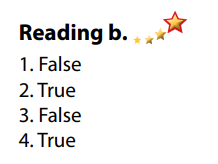 Reading b.
1. False
2. True
3. False
4. True